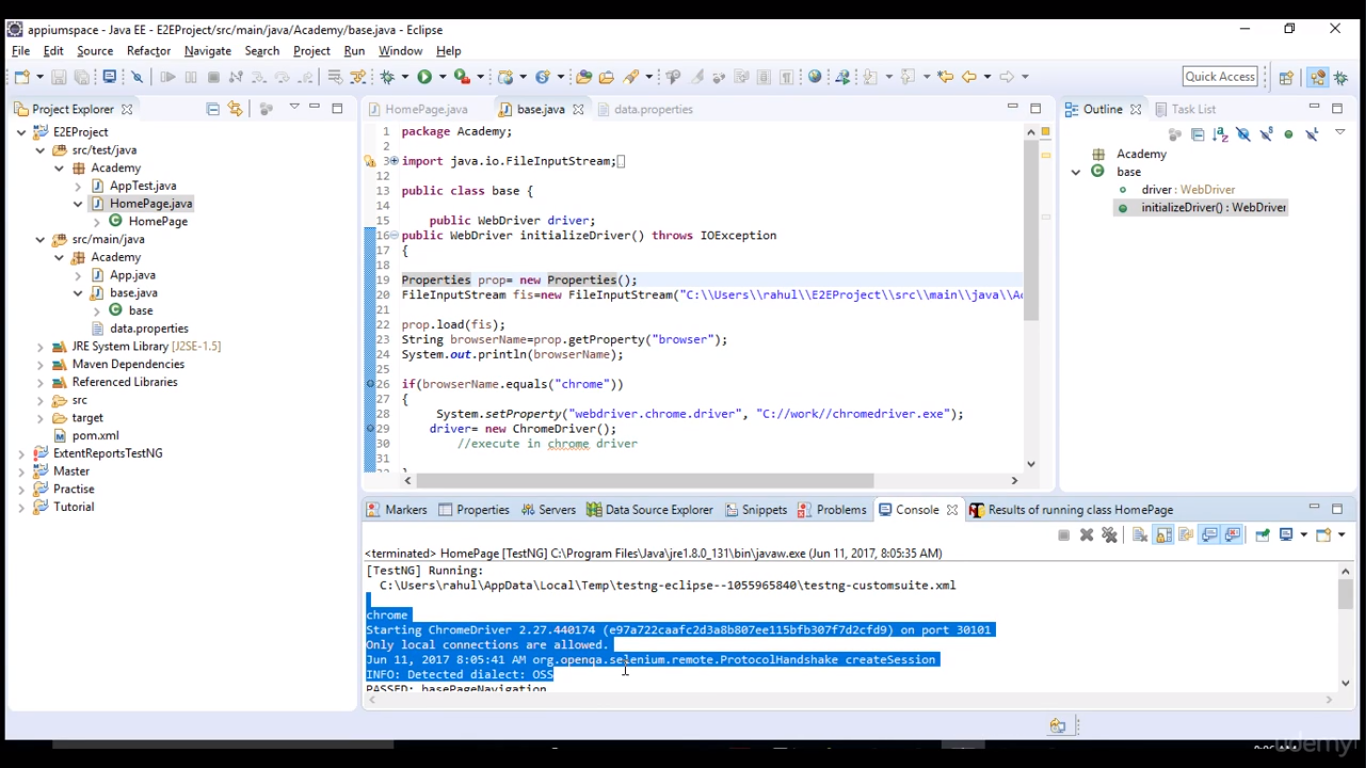 appiumspace - Java EE - E2EProject/src/main/java/Academy/base.java - Eclipse
File Edit Source Refactor Navigate Search Project Run Window Help
Quick Access
Project Explorer
E2EProject
src/test/java
Academy
AppTest.java
HomePage.java
HomePage
src/main/java
Academy
App.java
base.java
base
data.properties
JRE System Library [J2SE-1.5]
Maven Dependencies
Referenced Libraries
src
target
pom.xml
ExtentReportsTestNG
Master
Practise
Tutorial
HomePage.java base.java data.properties
1 package Academy;
2
3 import java.io.FileInputStream;
12
13 public class base {
14
15 public WebDriver driver;
16 public WebDriver initializeDriver() throws IOException
17 {
18
19 Properties prop= new Properties();
20 FileInputStream fis=new FileInputStream("C:\\Users\\rahul\\E2EProject\\src\\main\\java\\Ac
21
22 prop.load(fis);
23 String browserName=prop.getProperty("browser");
24 System.out.println(browserName);
25
26 if(browserName.equals("chrome"))
27 {
28 System.setProperty("webdriver.chrome.driver", "C://work//chromedriver.exe");
29 driver= new ChromeDriver();
30 //execute in chrome driver
31
32 }
Outline Task List
Academy
base
driver : WebDriver
initializeDriver() : WebDriver
Markers Properties Servers Data Source Explorer Snippets Problems Console Results of running class HomePage
<terminated> HomePage [TestNG] C:\Program Files\Java\jre1.8.0_131\bin\javaw.exe (Jun 11, 2017, 8:05:35 AM)
[TestNG] Running:
C:\Users\rahul\AppData\Local\Temp\testng-eclipse--1055965840\testng-customsuite.xml
chrome
Starting ChromeDriver 2.27.440174 (e97a722caafc2d3a8b807ee115bfb307f7d2cfd9) on port 30101
Only local connections are allowed.
Jun 11, 2017 8:05:41 AM org.openqa.selenium.remote.ProtocolHandshake createSession
INFO: Detected dialect: OSS
PASSED: basePageNavigation
udemy